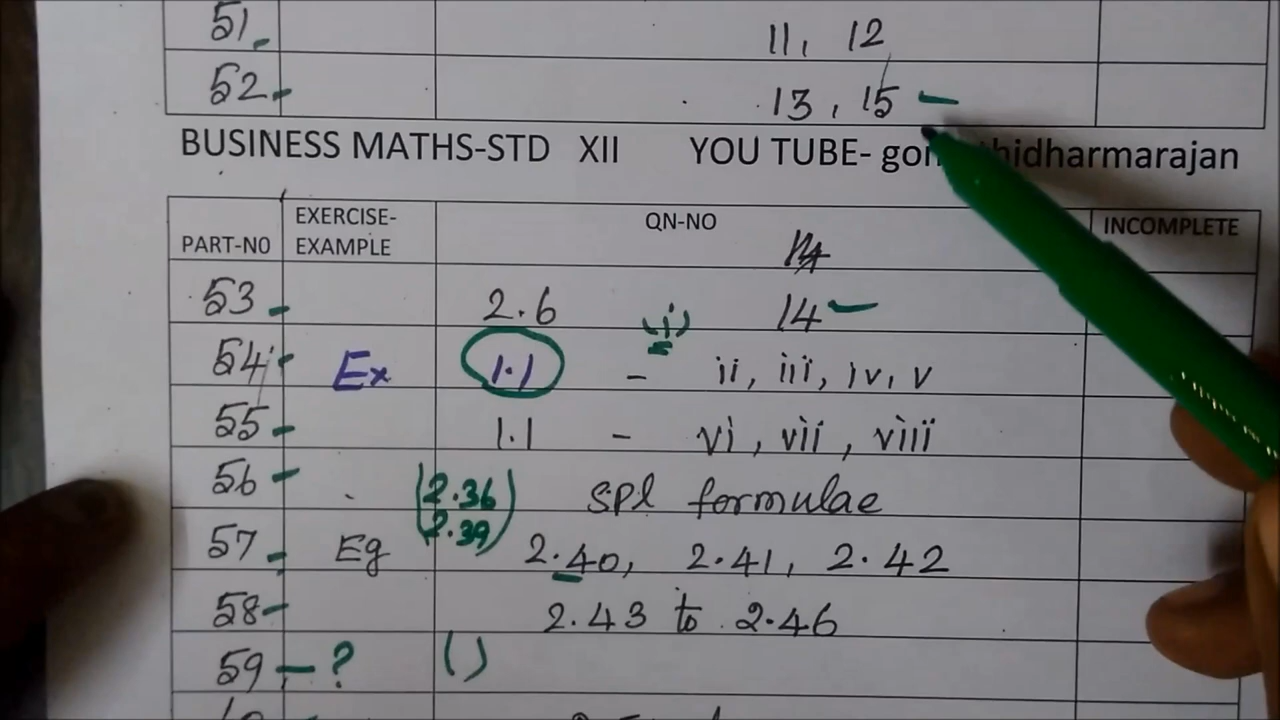 51 11, 12
52 13, 15
BUSINESS MATHS-STD XII YOU TUBE-
PART-NO EXERCISE-EXAMPLE QN-NO INCOMPLETE
53 2.6 14
54 Ex 1.1 - (i) ii, iii, iv, v
55 1.1 - vi, vii, viii
56 (2.36 2.39) Spl formulae
57 Eg 2.40, 2.41, 2.42
58 2.43 to 2.46
59 - ? ()